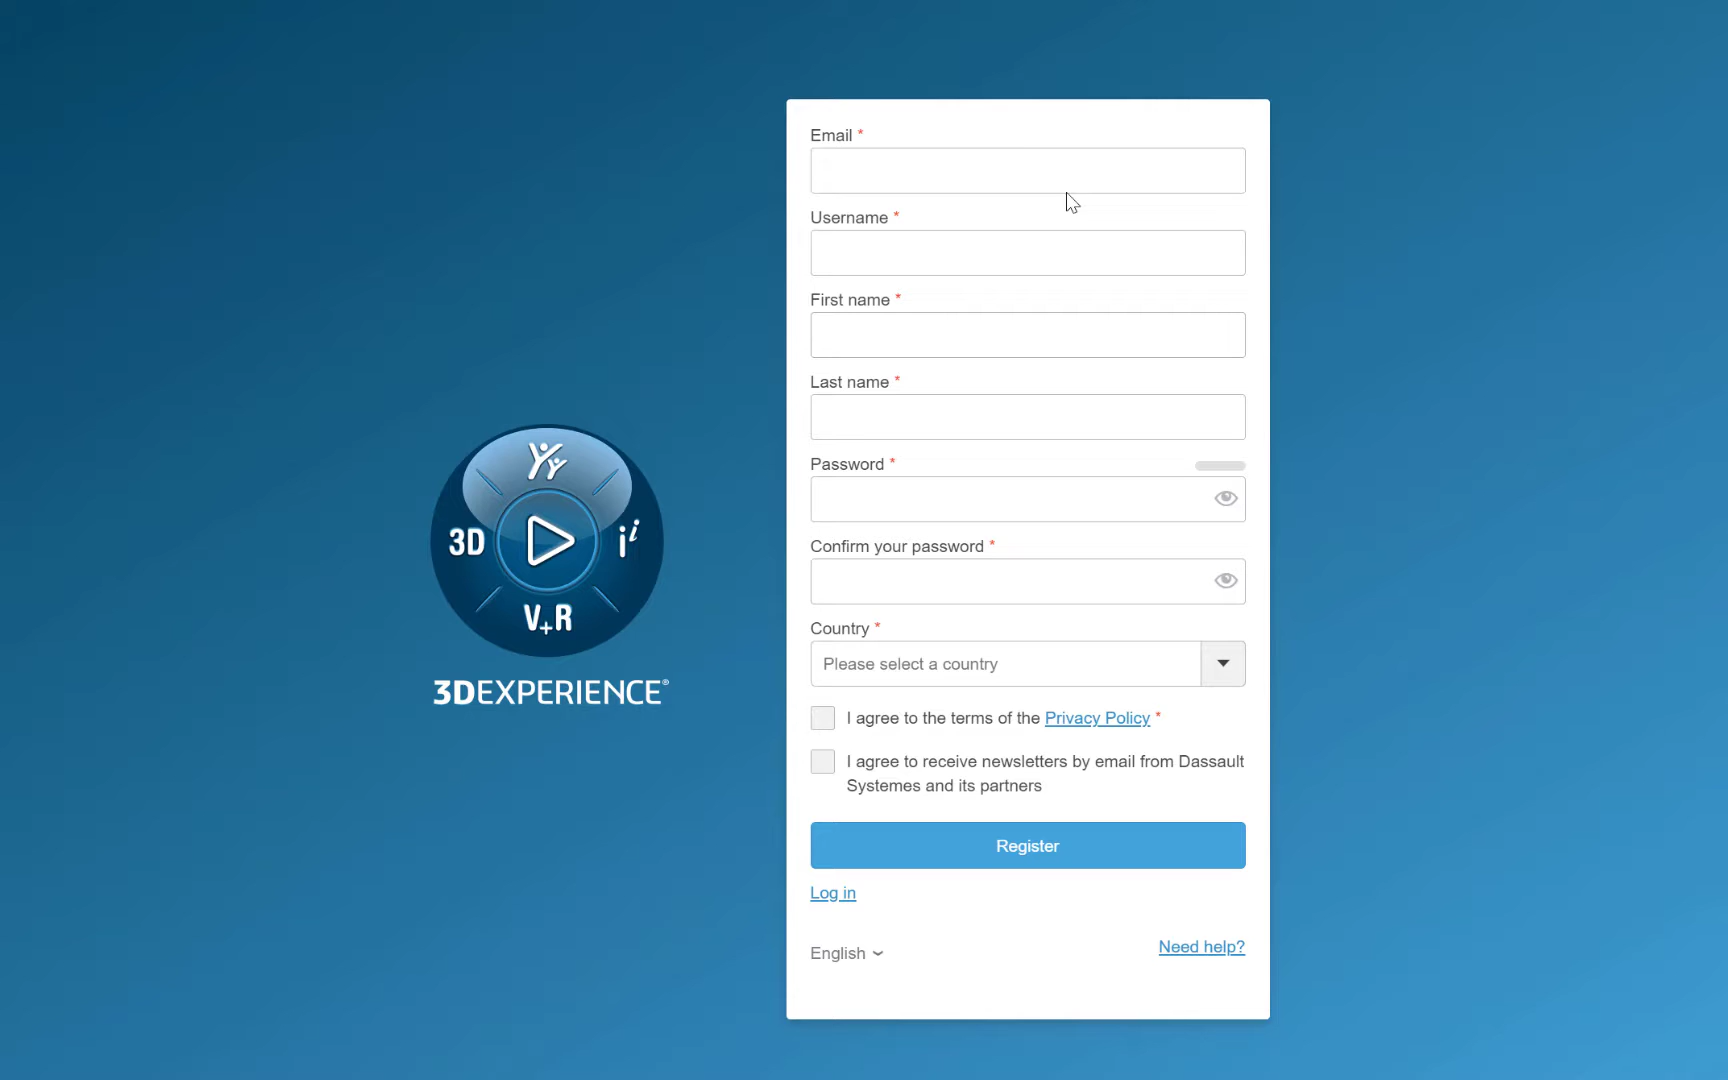 Email *
Username *
First name *
Last name *
Password *
Confirm your password *
Country *
Please select a country
I agree to the terms of the Privacy Policy *
I agree to receive newsletters by email from Dassault
Systemes and its partners
Register
Log in
English
Need help?
3D
i i
V+R
3DEXPERIENCE®